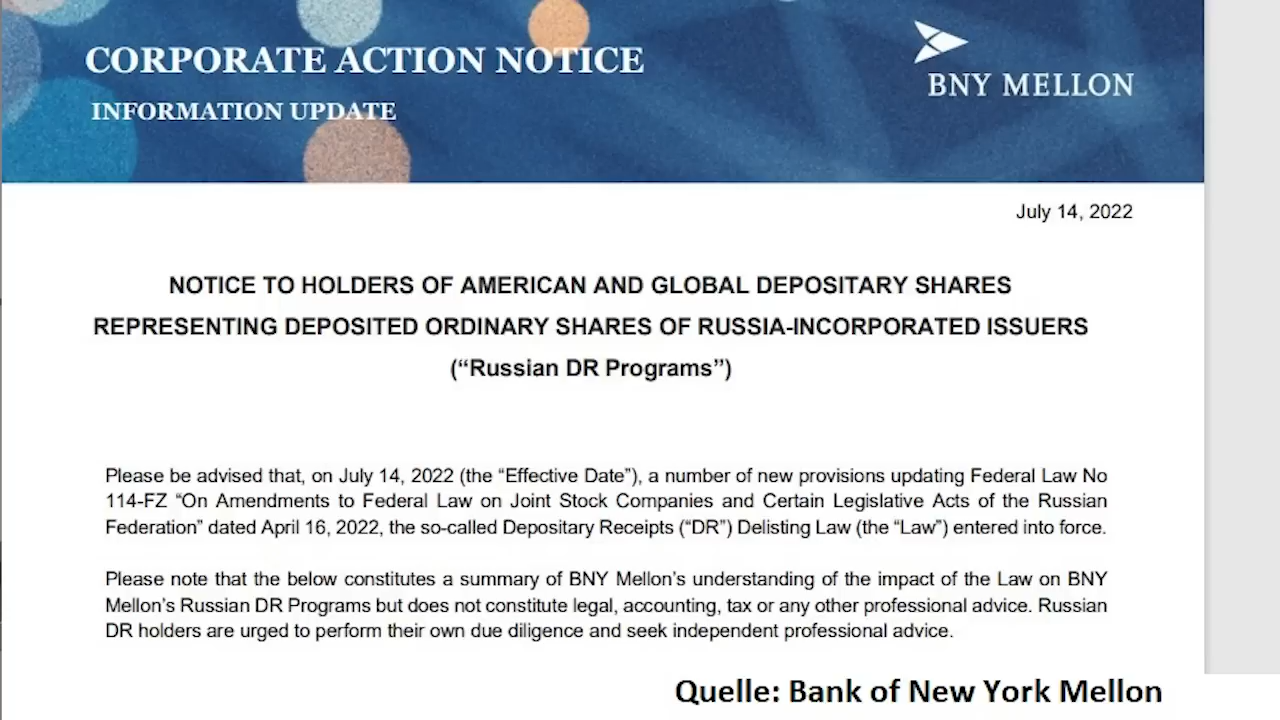 CORPORATE ACTION NOTICE
INFORMATION UPDATE
BNY MELLON
July 14, 2022
NOTICE TO HOLDERS OF AMERICAN AND GLOBAL DEPOSITARY SHARES
REPRESENTING DEPOSITED ORDINARY SHARES OF RUSSIA-INCORPORATED ISSUERS
(“Russian DR Programs”)
Please be advised that, on July 14, 2022 (the “Effective Date”), a number of new provisions updating Federal Law No
114-FZ “On Amendments to Federal Law on Joint Stock Companies and Certain Legislative Acts of the Russian
Federation” dated April 16, 2022, the so-called Depositary Receipts (“DR”) Delisting Law (the “Law”) entered into force.
Please note that the below constitutes a summary of BNY Mellon’s understanding of the impact of the Law on BNY
Mellon’s Russian DR Programs but does not constitute legal, accounting, tax or any other professional advice. Russian
DR holders are urged to perform their own due diligence and seek independent professional advice.
Quelle: Bank of New York Mellon